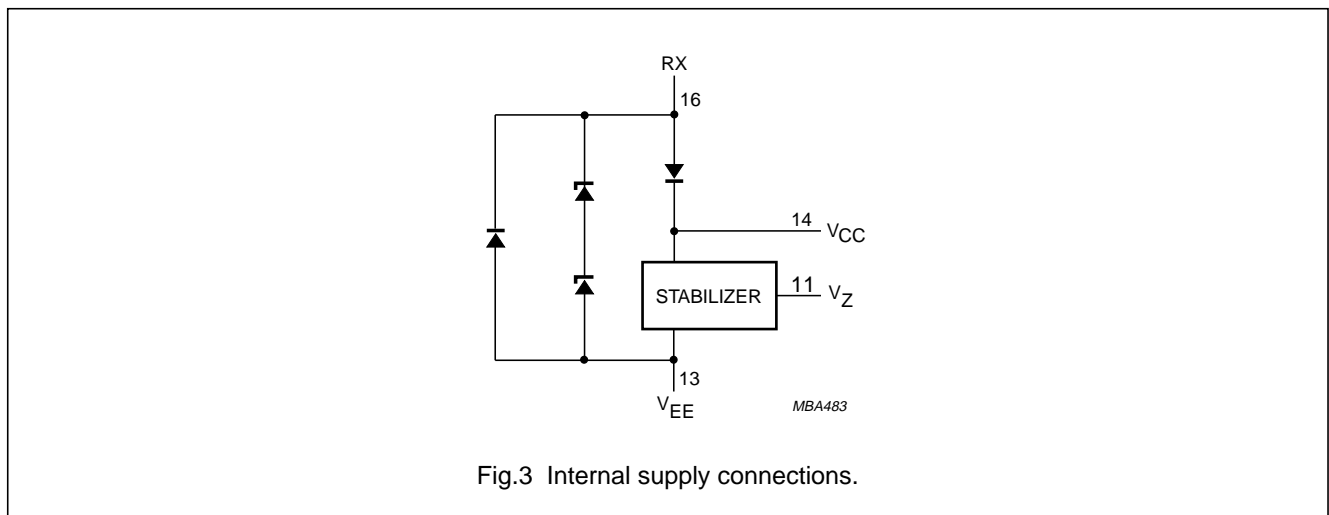 RX
16
14 VCC
STABILIZER
11 VZ
13
VEE
MBA483
Fig.3 Internal supply connections.